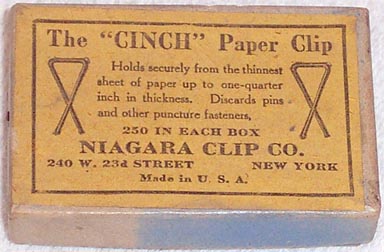 The "CINCH" Paper Clip
Holds securely from the thinnest
sheet of paper up to one-quarter
inch in thickness. Discards pins
and other puncture fasteners,
250 IN EACH BOX
NIAGARA CLIP CO.
240 W. 23d STREET NEW YORK
Made in U. S. A.